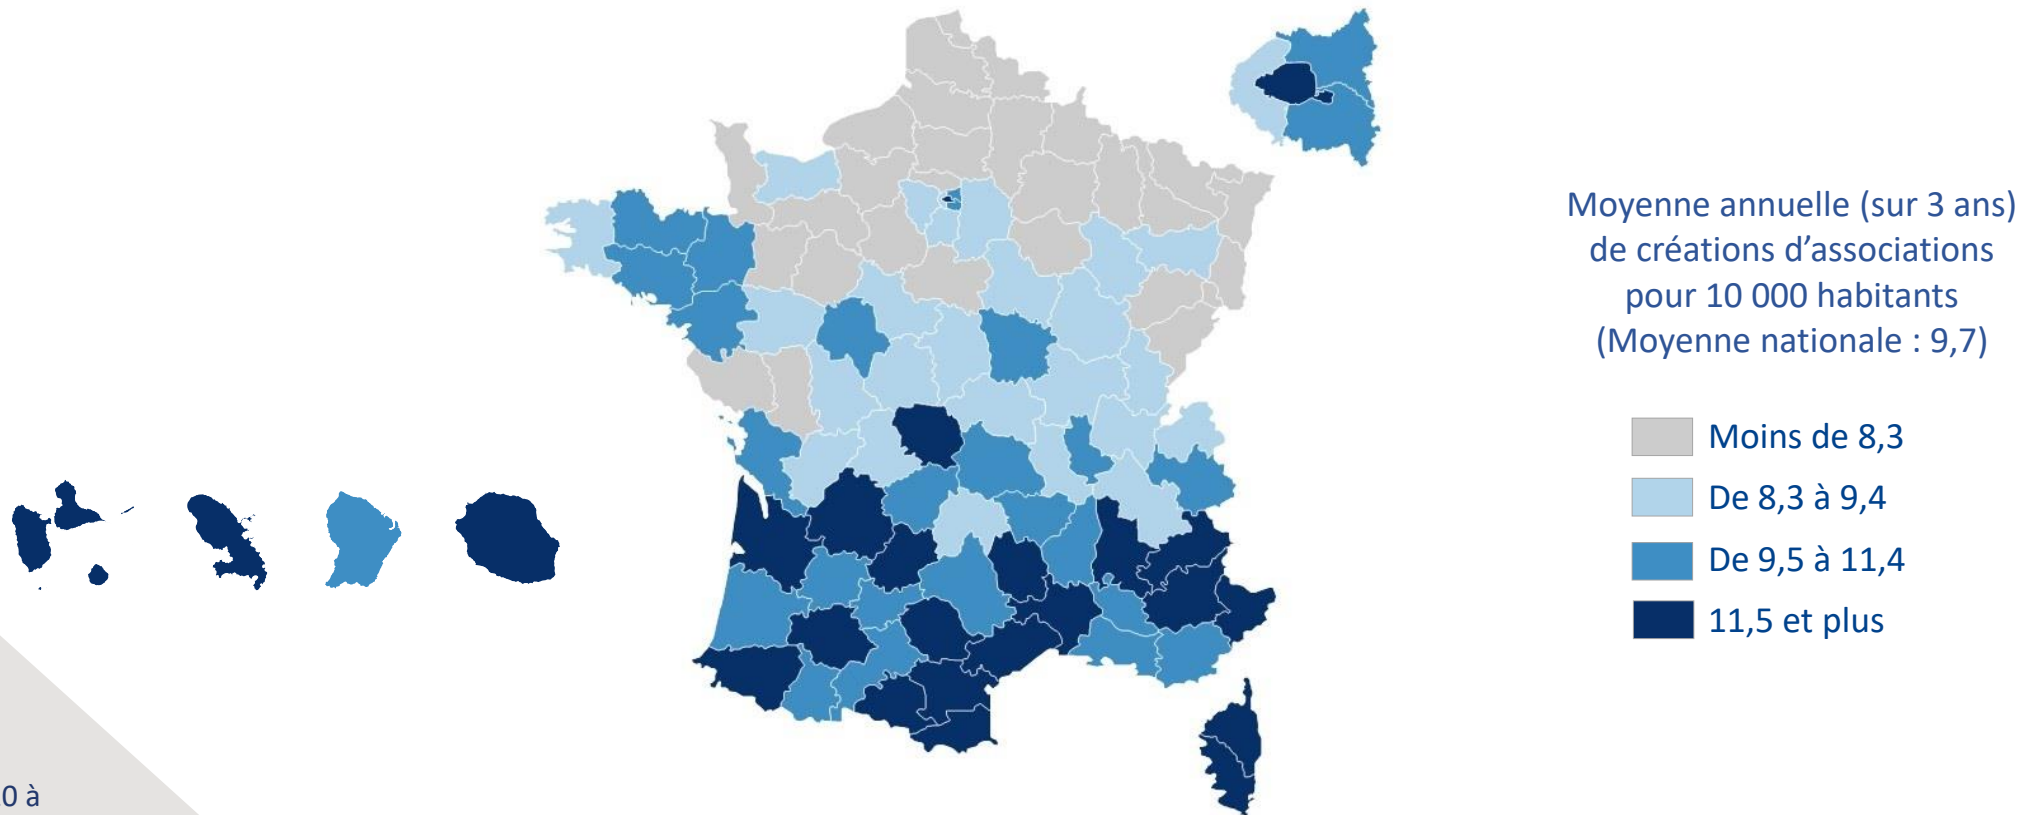 Moyenne annuelle (sur 3 ans)
de créations d’associations
pour 10 000 habitants
(Moyenne nationale : 9,7)
Moins de 8,3
De 8,3 à 9,4
De 9,5 à 11,4
11,5 et plus
0 à